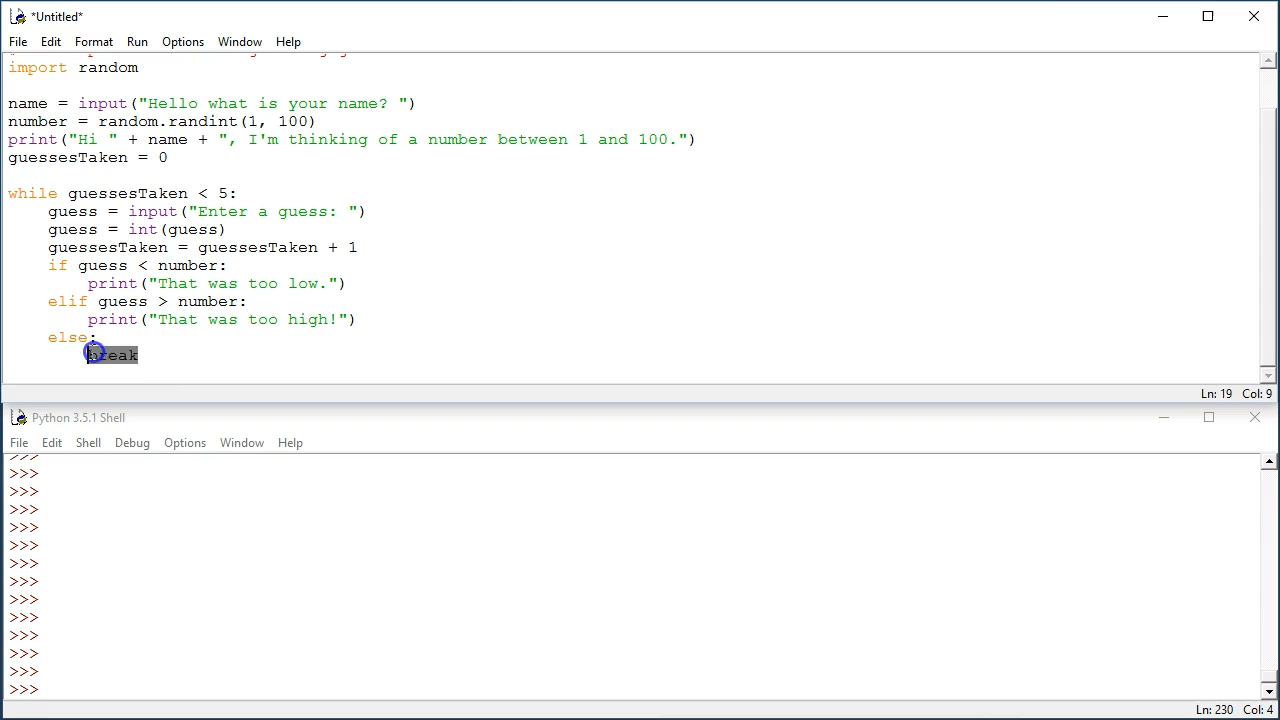 *Untitled*
File Edit Format Run Options Window Help
import random
name = input("Hello what is your name? ")
number = random.randint(1, 100)
print("Hi " + name + ", I'm thinking of a number between 1 and 100.")
guessesTaken = 0
while guessesTaken < 5:
    guess = input("Enter a guess: ")
    guess = int(guess)
    guessesTaken = guessesTaken + 1
    if guess < number:
        print("That was too low.")
    elif guess > number:
        print("That was too high!")
    else:
        break
Ln: 19 Col: 9
Python 3.5.1 Shell
File Edit Shell Debug Options Window Help
>>>
>>>
>>>
>>>
>>>
>>>
>>>
>>>
>>>
>>>
>>>
>>>
>>>
>>>
Ln: 230 Col: 4